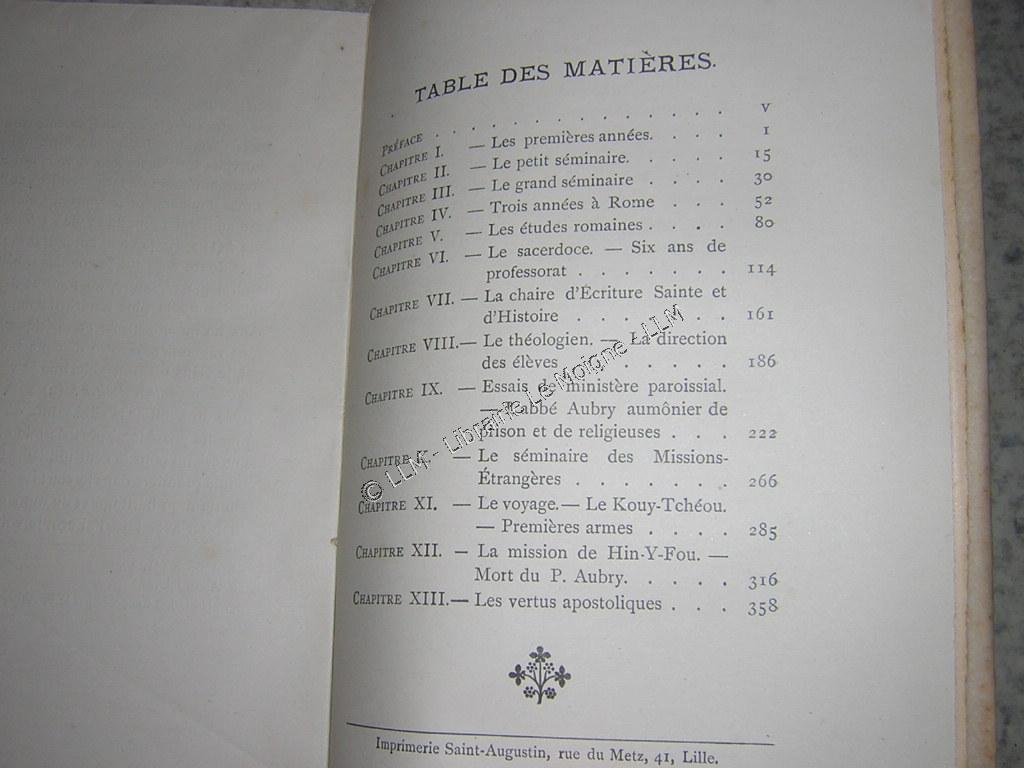 TABLE DES MATIÈRES.
PRÉFACE . . . . . . . . . . . . . V
CHAPITRE I. — Les premières années. . . . . 1
CHAPITRE II. — Le petit séminaire. . . . . 15
CHAPITRE III. — Le grand séminaire . . . . 30
CHAPITRE IV. — Trois années à Rome . . . 52
CHAPITRE V. — Les études romaines . . . . 80
CHAPITRE VI. — Le sacerdoce. — Six ans de
professorat . . . . . . . 114
CHAPITRE VII. — La chaire d'Écriture Sainte et
d'Histoire . . . . . . . 161
CHAPITRE VIII.— Le théologien. — La direction
des élèves . . . . . . . 186
CHAPITRE IX. — Essais de ministère paroissial.
— L'abbé Aubry aumônier de
prison et de religieuses . . . 222
CHAPITRE X. — Le séminaire des Missions-
Étrangères . . . . . . . 266
CHAPITRE XI. — Le voyage.— Le Kouy-Tchéou.
— Premières armes . . . . 285
CHAPITRE XII. — La mission de Hin-Y-Fou. —
Mort du P. Aubry. . . . . 316
CHAPITRE XIII.— Les vertus apostoliques . . . 358
© LLM - Librairie Le Moigne - LLM
Imprimerie Saint-Augustin, rue du Metz, 41, Lille.